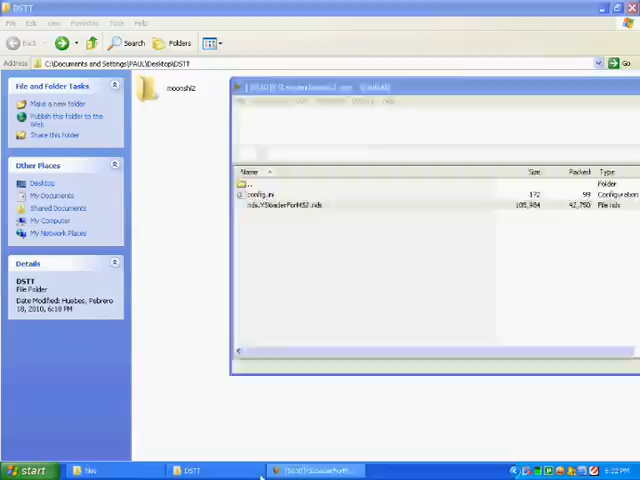 DSTT
File Edit View Favorites Tools Help
Back Search Folders
Address C:\Documents and Settings\PAUL\Desktop\DSTT Go
File and Folder Tasks
Make a new folder
Publish this folder to the
Web
Share this folder
Other Places
Desktop
My Documents
Shared Documents
My Computer
My Network Places
Details
DSTT
File Folder
Date Modified: Huebes, Pebrero
18, 2010, 6:18 PM
moonshl2
Name Size Packed Type
.. Folder
config.ini 172 99 Configuration
nds.YSloaderForMS2.nds 105,984 42,750 File nds
start files DSTT 6:22 PM